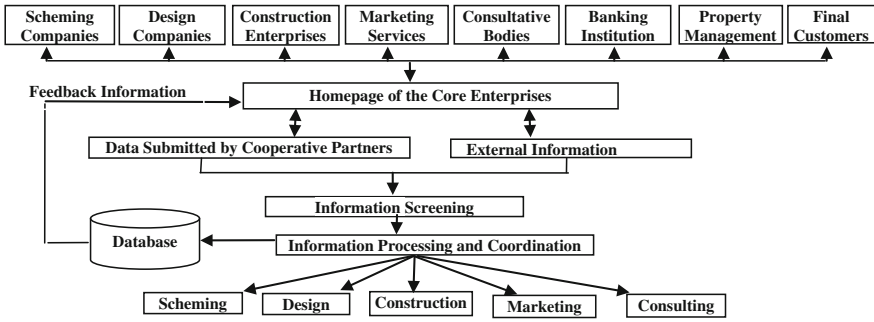 Scheming Companies
Design Companies
Construction Enterprises
Marketing Services
Consultative Bodies
Banking Institution
Property Management
Final Customers
Feedback Information
Homepage of the Core Enterprises
Data Submitted by Cooperative Partners
External Information
Information Screening
Database
Information Processing and Coordination
Scheming
Design
Construction
Marketing
Consulting